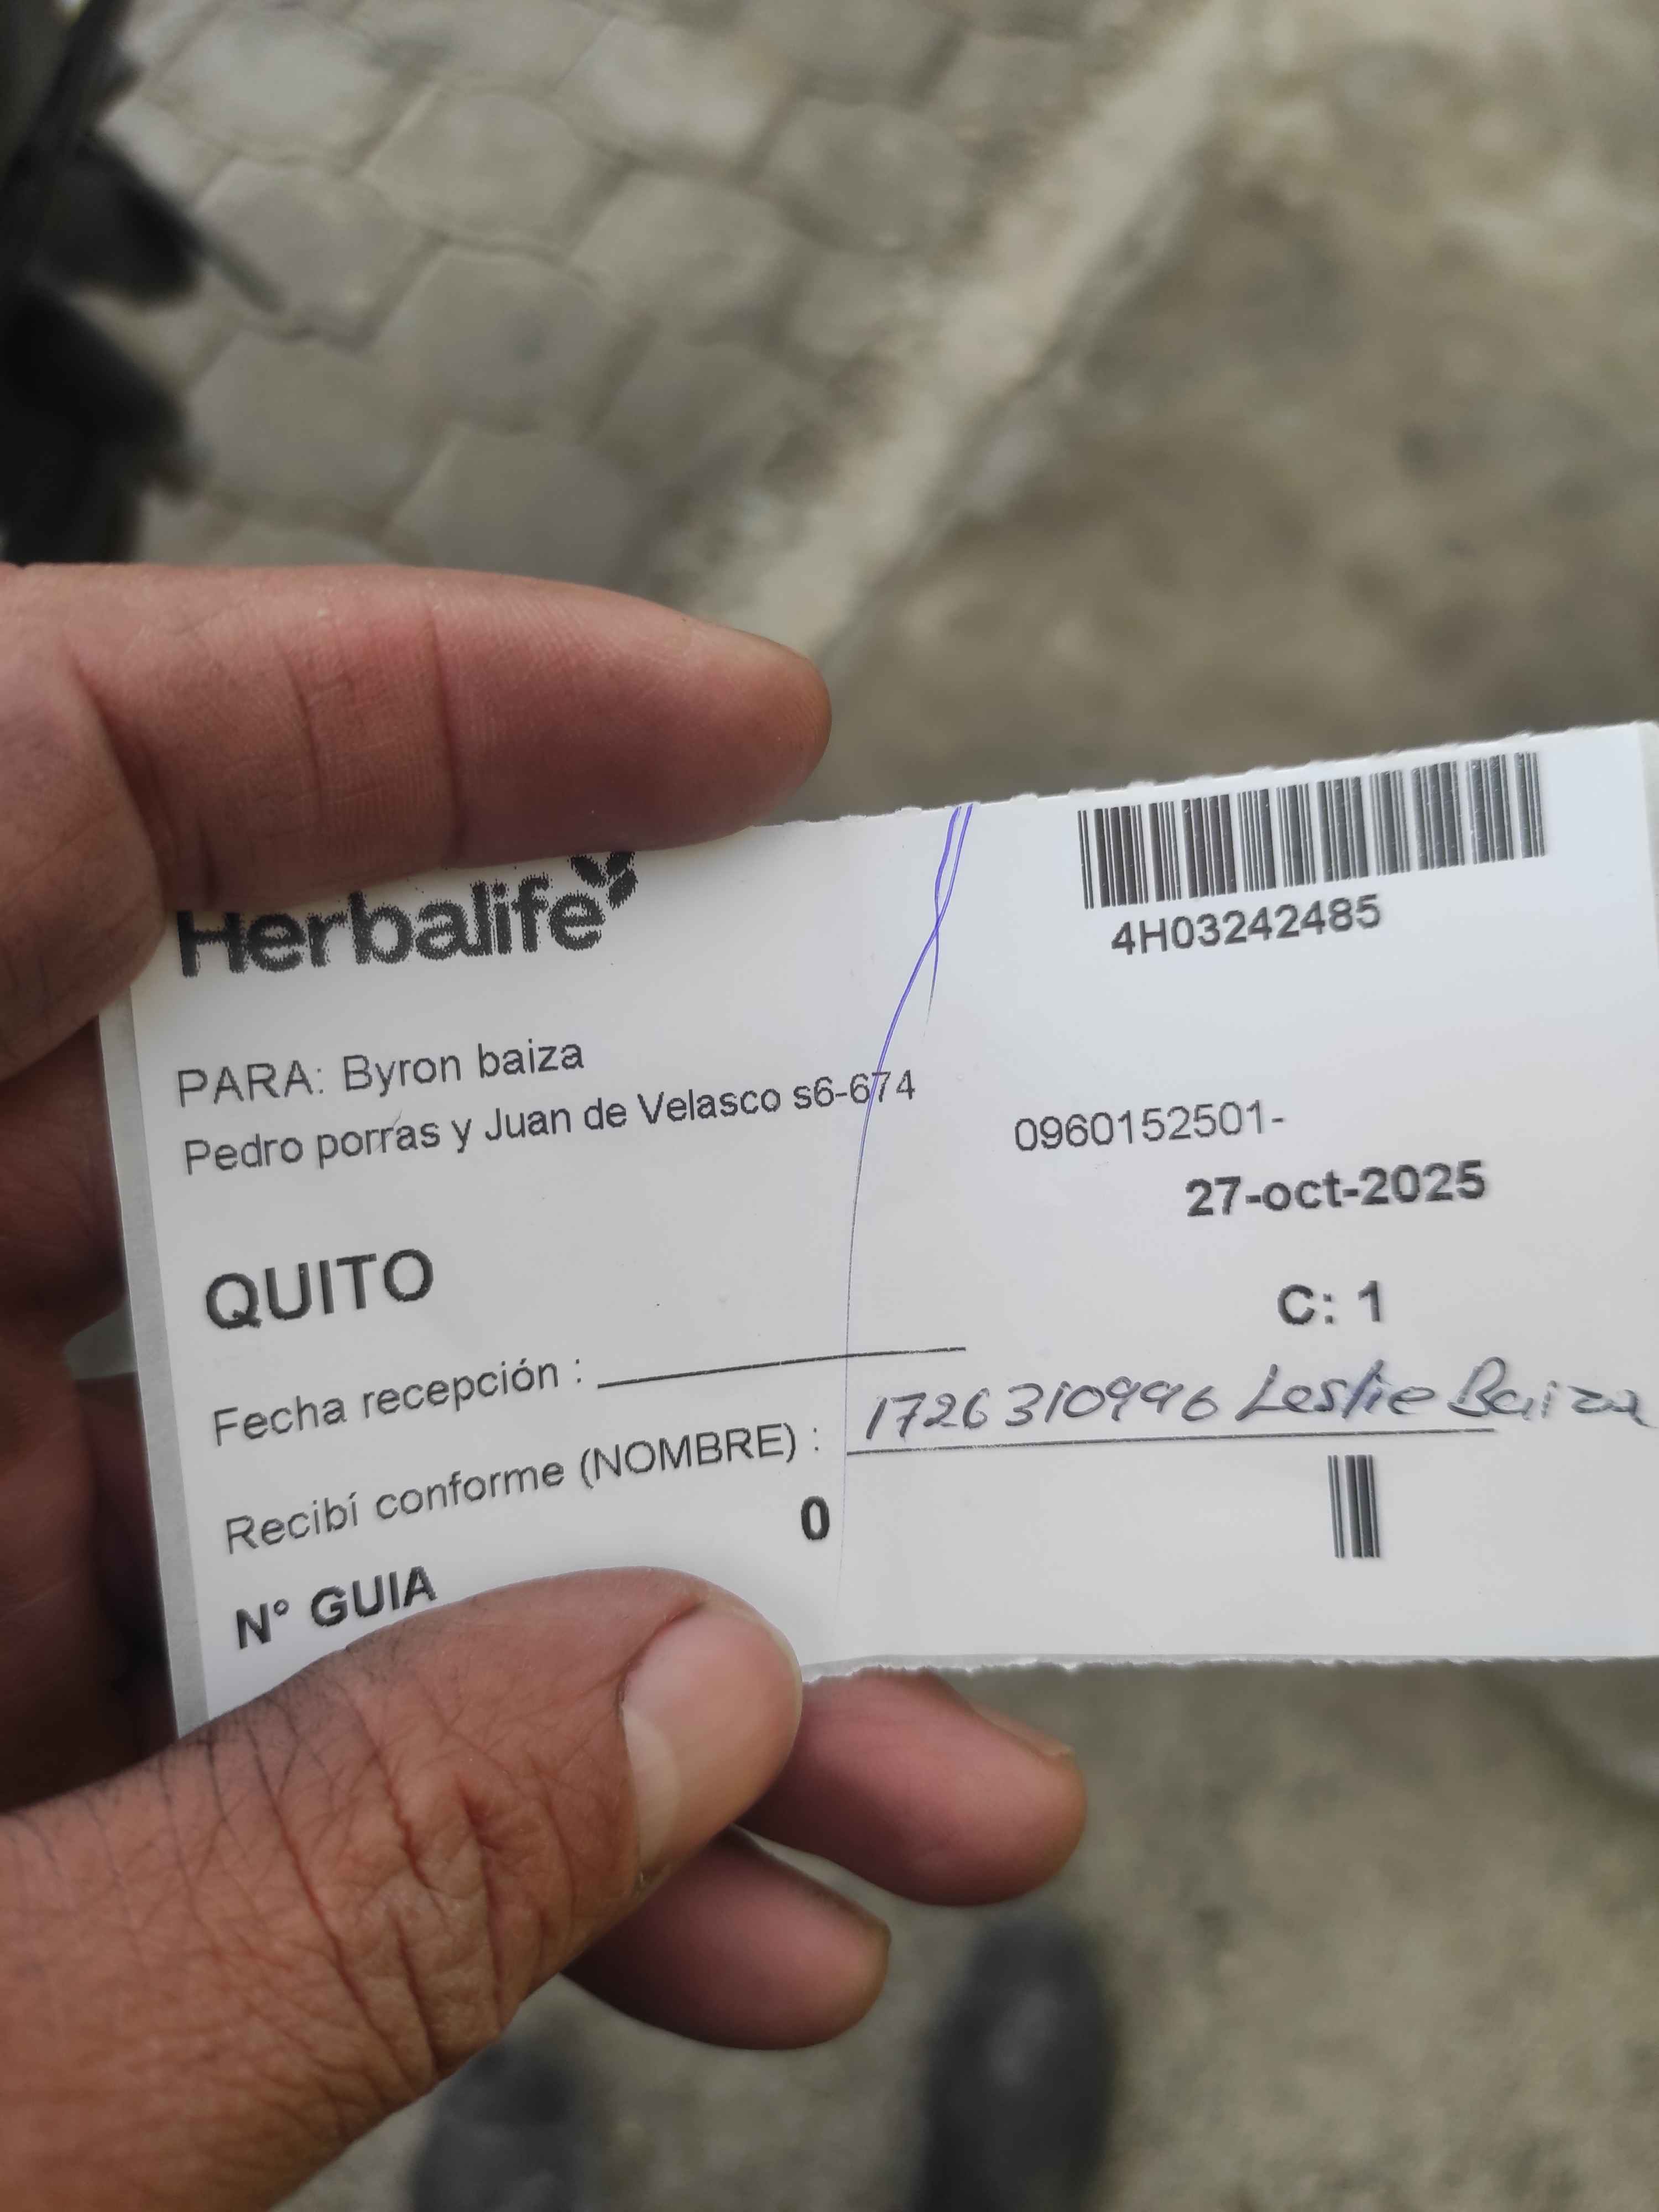 Herbalife
4H03242485
PARA: Byron baiza
Pedro porras y Juan de Velasco s6-674
0960152501-
27-oct-2025
QUITO
C: 1
Fecha recepción :
Recibí conforme (NOMBRE) : 1726310996 Leslie Baiza
0
N° GUIA